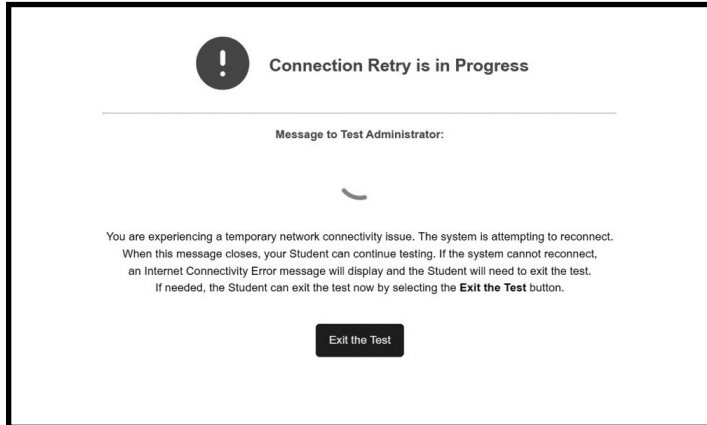 Connection Retry is in Progress
Message to Test Administrator:
You are experiencing a temporary network connectivity issue. The system is attempting to reconnect.
When this message closes, your Student can continue testing. If the system cannot reconnect,
an Internet Connectivity Error message will display and the Student will need to exit the test.
If needed, the Student can exit the test now by selecting the Exit the Test button.
Exit the Test